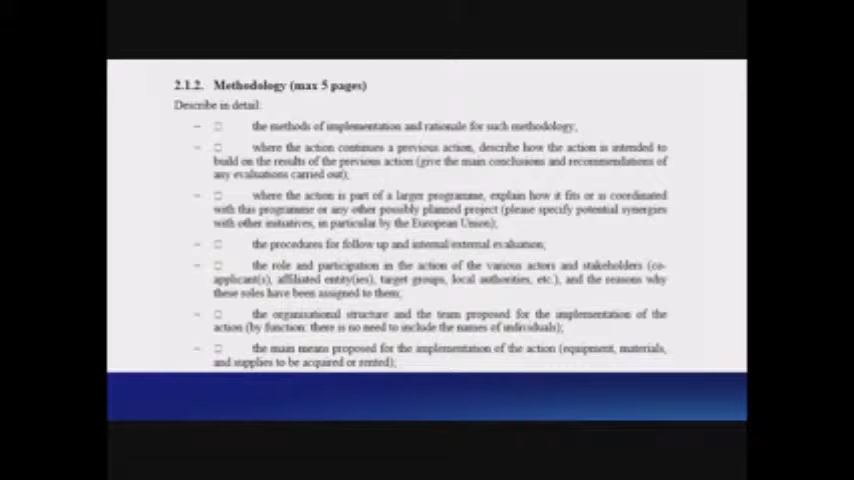 2.1.2. Methodology (max 5 pages)
Describe in detail:
– □ the methods of implementation and rationale for such methodology;
– □ where the action continues a previous action, describe how the action is intended to
build on the results of the previous action (give the main conclusions and recommendations of
any evaluations carried out);
– □ where the action is part of a larger programme, explain how it fits or is coordinated
with this programme or any other possibly planned project (please specify potential synergies
with other initiatives, in particular by the European Union);
– □ the procedures for follow up and internal/external evaluation;
– □ the role and participation in the action of the various actors and stakeholders (co-
applicant(s), affiliated entity(ies), target groups, local authorities, etc.), and the reasons why
these roles have been assigned to them;
– □ the organisational structure and the team proposed for the implementation of the
action (by function: there is no need to include the names of individuals);
– □ the main means proposed for the implementation of the action (equipment, materials,
and supplies to be acquired or rented);